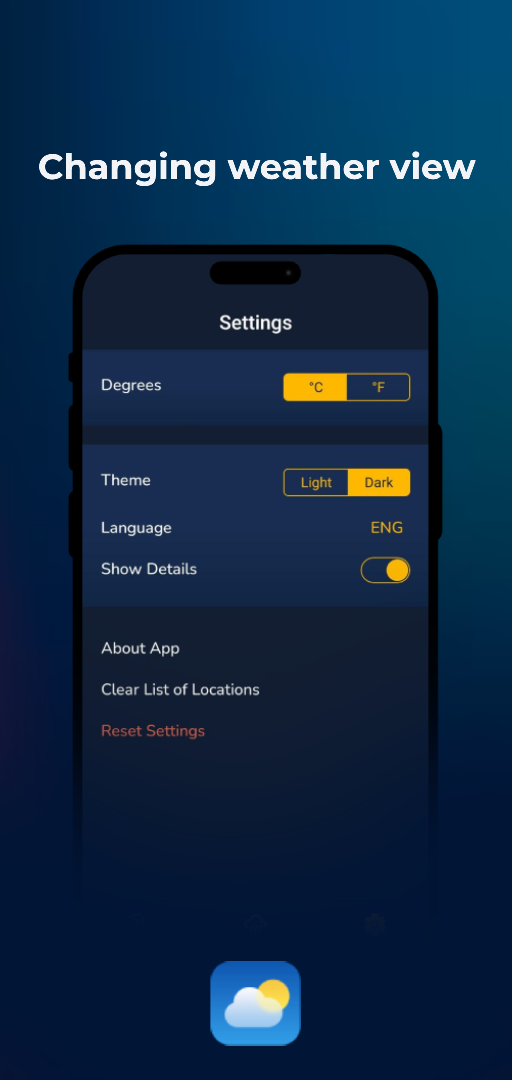 Changing weather view
Settings
Degrees °C °F
Theme Light Dark
Language ENG
Show Details
About App
Clear List of Locations
Reset Settings